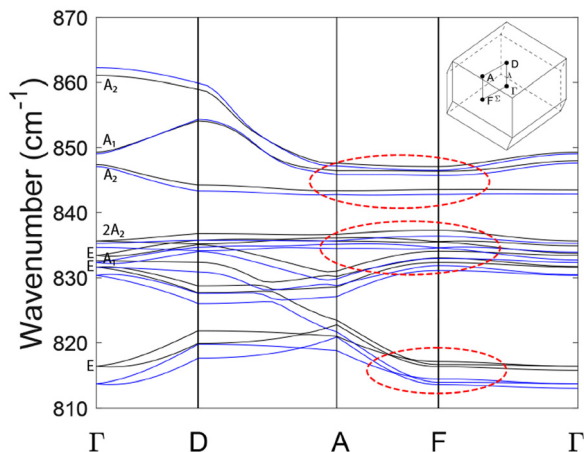 870
860
850
840
830
820
810
Wavenumber (cm⁻¹)
A₂
A₁
A₂
2A₂
E
A₁
E
E
D
A
Λ
Γ
F
Σ
Γ
D
A
F
Γ